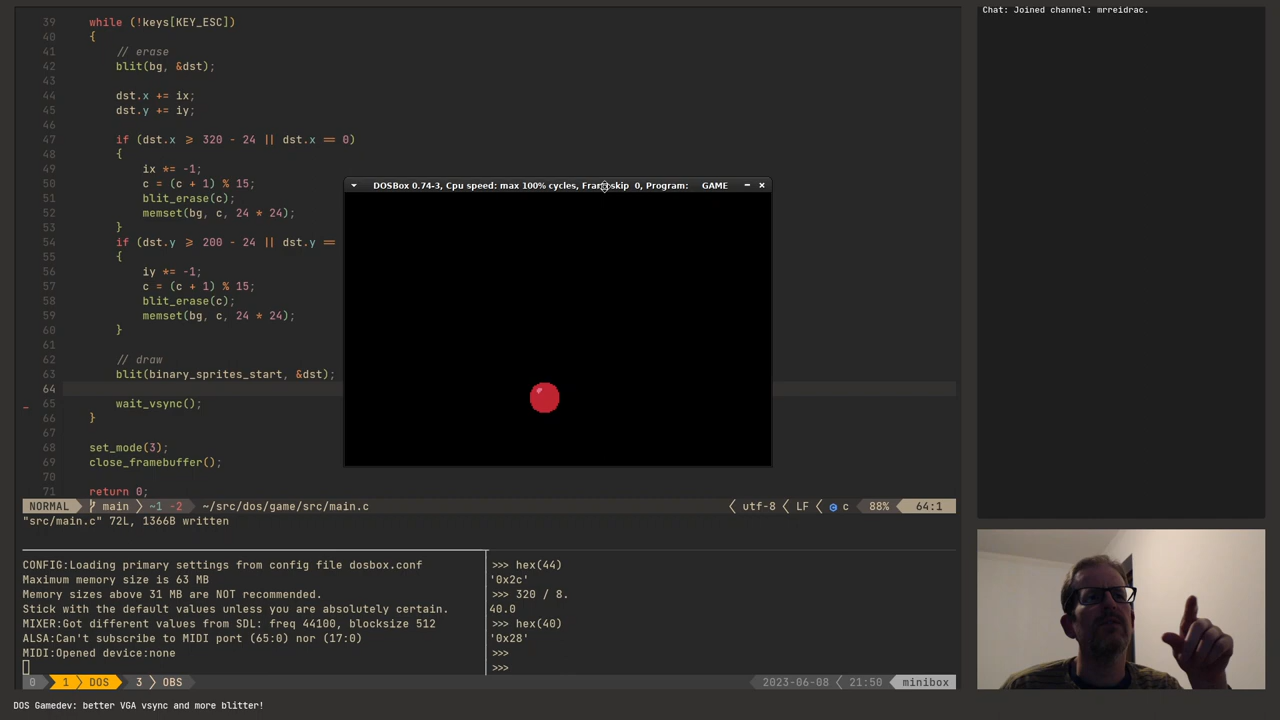 Chat: Joined channel: mrreidrac.
39 while (!keys[KEY_ESC])
40 {
41 // erase
42 blit(bg, &dst);
43
44 dst.x += ix;
45 dst.y += iy;
46
47 if (dst.x ⩾ 320 - 24 || dst.x == 0)
48 {
49 ix *= -1;
50 c = (c + 1) % 15;
51 blit_erase(c);
52 memset(bg, c, 24 * 24);
53 }
54 if (dst.y ⩾ 200 - 24 || dst.y ==
55 {
56 iy *= -1;
57 c = (c + 1) % 15;
58 blit_erase(c);
59 memset(bg, c, 24 * 24);
60 }
61
62 // draw
63 blit(binary_sprites_start, &dst);
64
65 wait_vsync();
66 }
67
68 set_mode(3);
69 close_framebuffer();
70
71 return 0;
DOSBox 0.74-3, Cpu speed: max 100% cycles, Frameskip 0, Program: GAME
NORMAL main ~1 -2 ~/src/dos/game/src/main.c utf-8 LF c 88% 64:1
"src/main.c" 72L, 1366B written
CONFIG:Loading primary settings from config file dosbox.conf
Maximum memory size is 63 MB
Memory sizes above 31 MB are NOT recommended.
Stick with the default values unless you are absolutely certain.
MIXER:Got different values from SDL: freq 44100, blocksize 512
ALSA:Can't subscribe to MIDI port (65:0) nor (17:0)
MIDI:Opened device:none
>>> hex(44)
'0x2c'
>>> 320 / 8.
40.0
>>> hex(40)
'0x28'
>>>
>>>
0 1 DOS 3 OBS 2023-06-08 21:50 minibox
DOS Gamedev: better VGA vsync and more blitter!